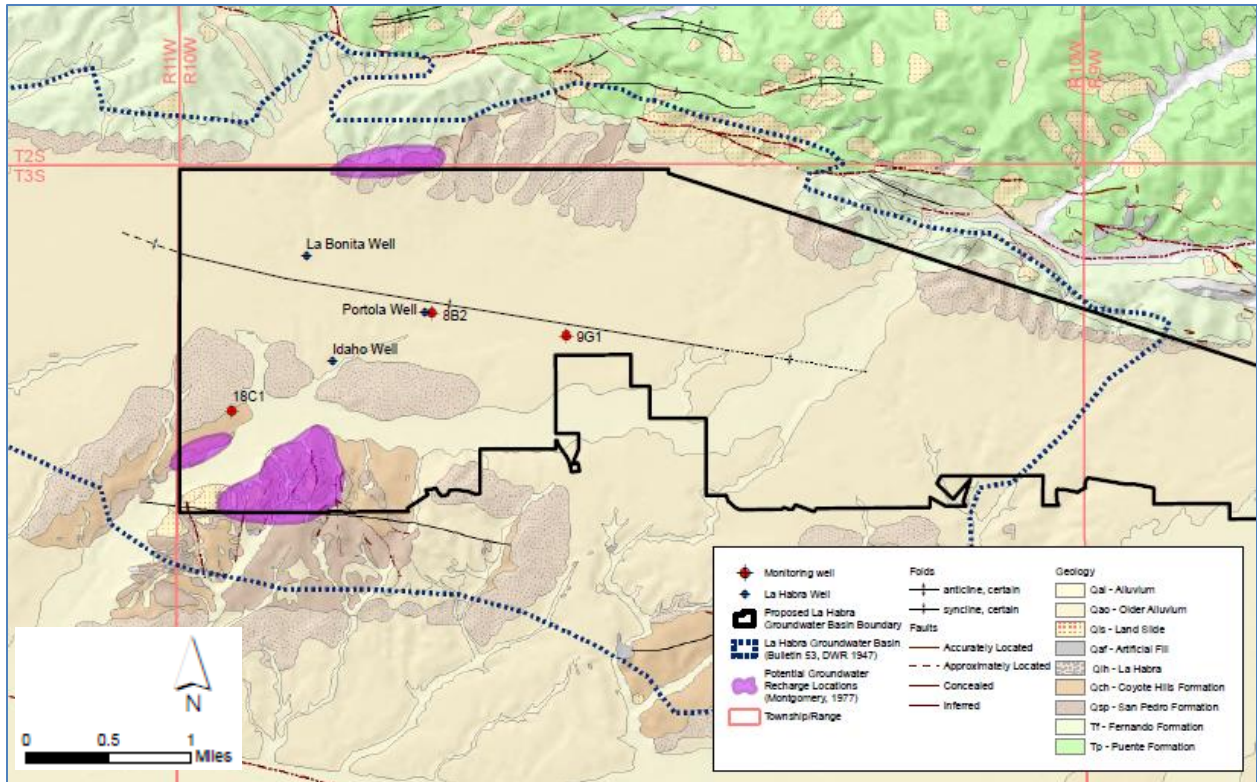 R11W
R10W
R10W
R9W
T2S
T3S
La Bonita Well
Portola Well
8B2
9G1
Idaho Well
18C1
Monitoring well
La Habra Well
Proposed La Habra
Groundwater Basin Boundary
La Habra Groundwater Basin
(Bulletin 53, DWR 1947)
Potential Groundwater
Recharge Locations
(Montgomery, 1977)
Township/Range
Folds
anticline, certain
syncline, certain
Faults
Accurately Located
Approximately Located
Concealed
Inferred
Geology
Qal - Alluvium
Qao - Older Alluvium
Qls - Land Slide
Qaf - Artificial Fill
Qlh - La Habra
Qch - Coyote Hills Formation
Qsp - San Pedro Formation
Tf - Fernando Formation
Tp - Puente Formation
N
0 0.5 1
Miles